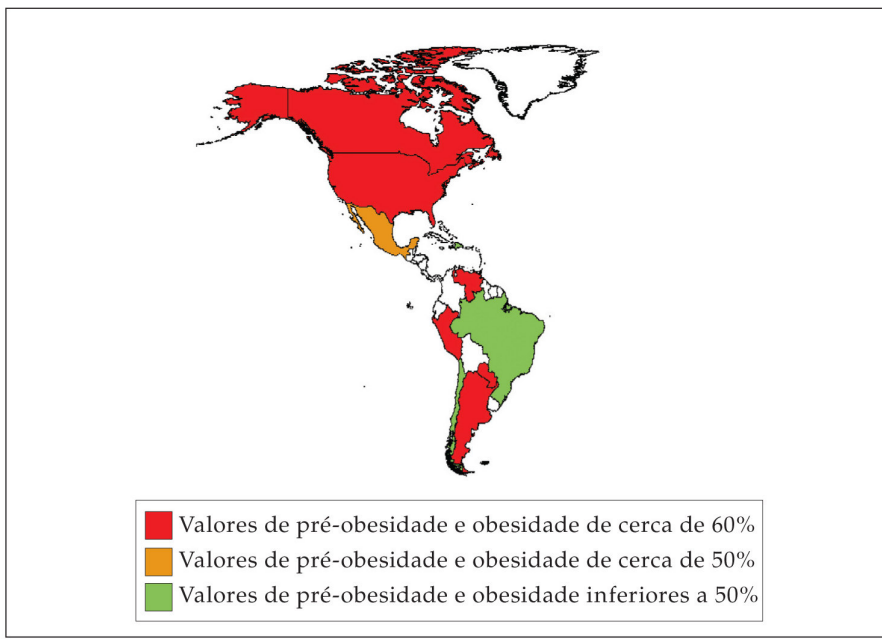 Valores de pré-obesidade e obesidade de cerca de 60%
Valores de pré-obesidade e obesidade de cerca de 50%
Valores de pré-obesidade e obesidade inferiores a 50%